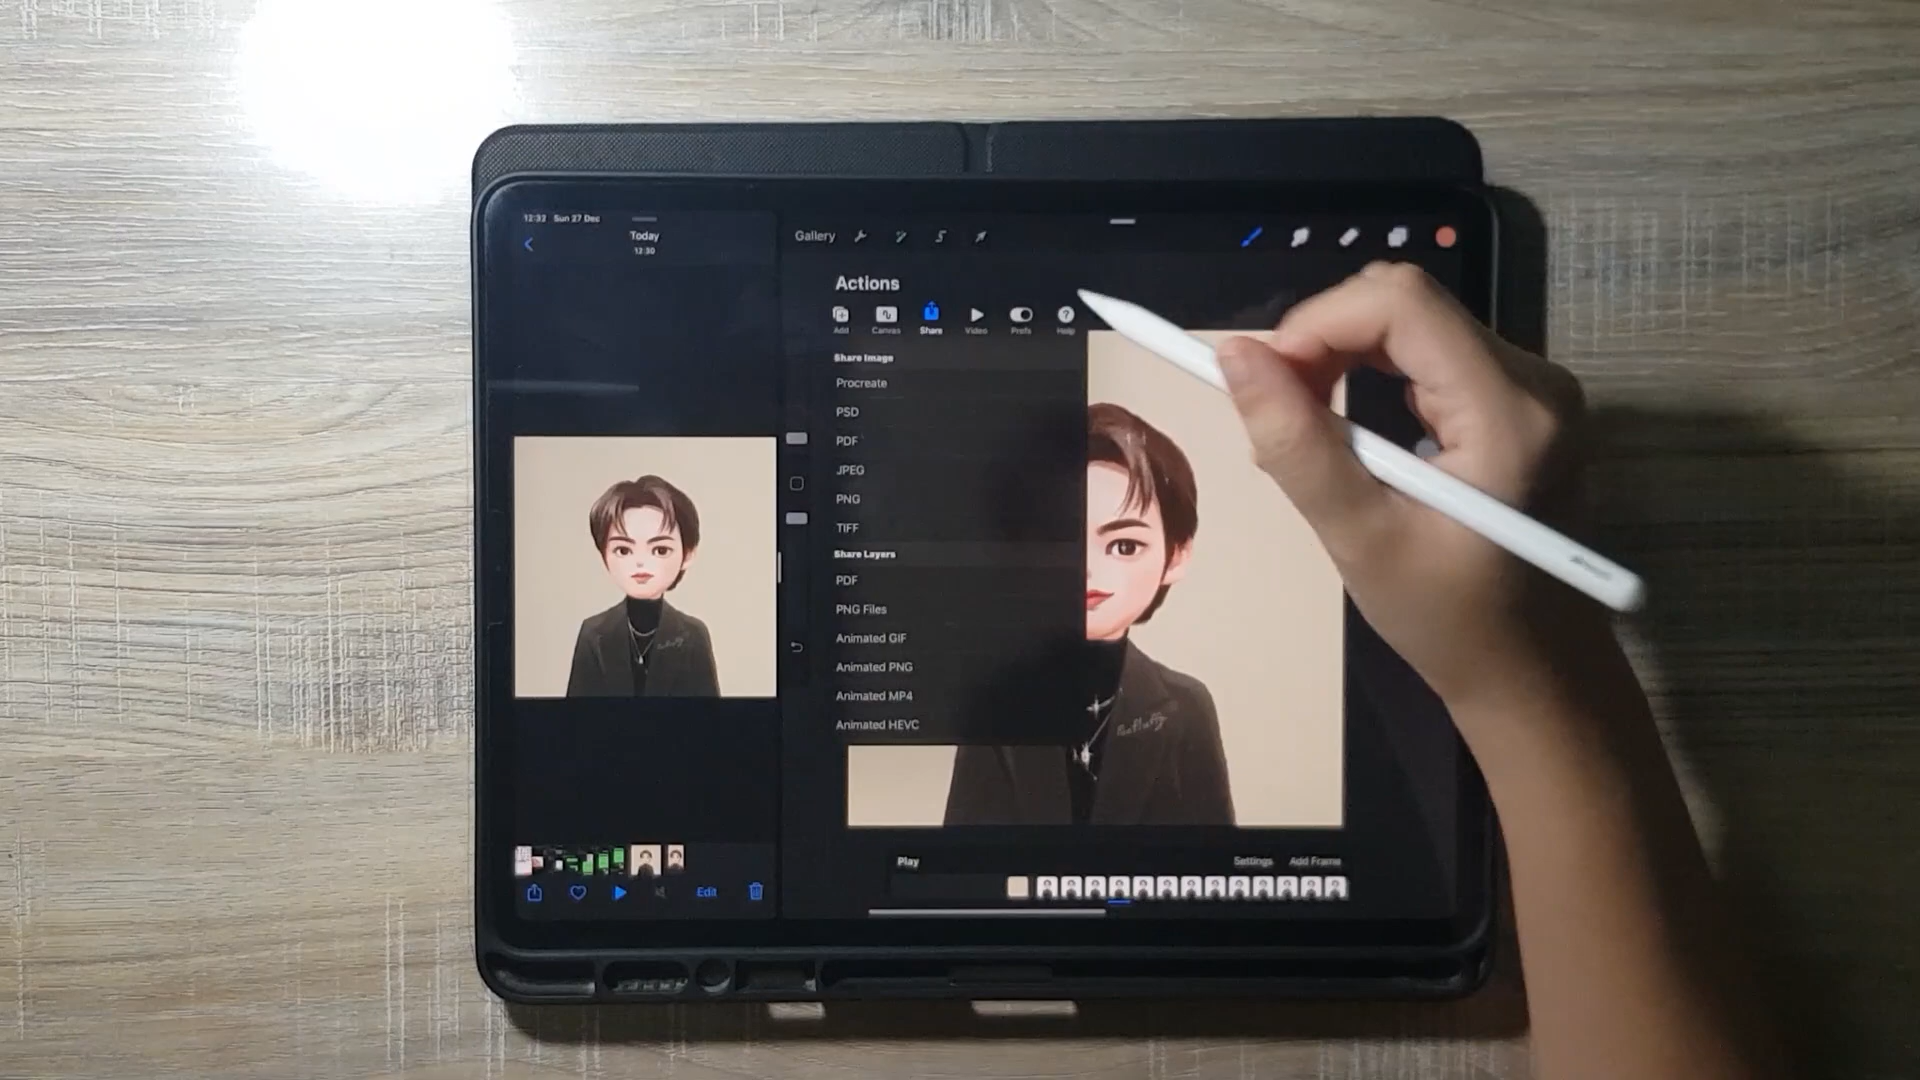 12:32 Sun 27 Dec
Today
12:30
Gallery
Actions
Add Canvas Share Video Prefs Help
Share Image
Procreate
PSD
PDF
JPEG
PNG
TIFF
Share Layers
PDF
PNG Files
Animated GIF
Animated PNG
Animated MP4
Animated HEVC
Play Settings Add Frame
Edit